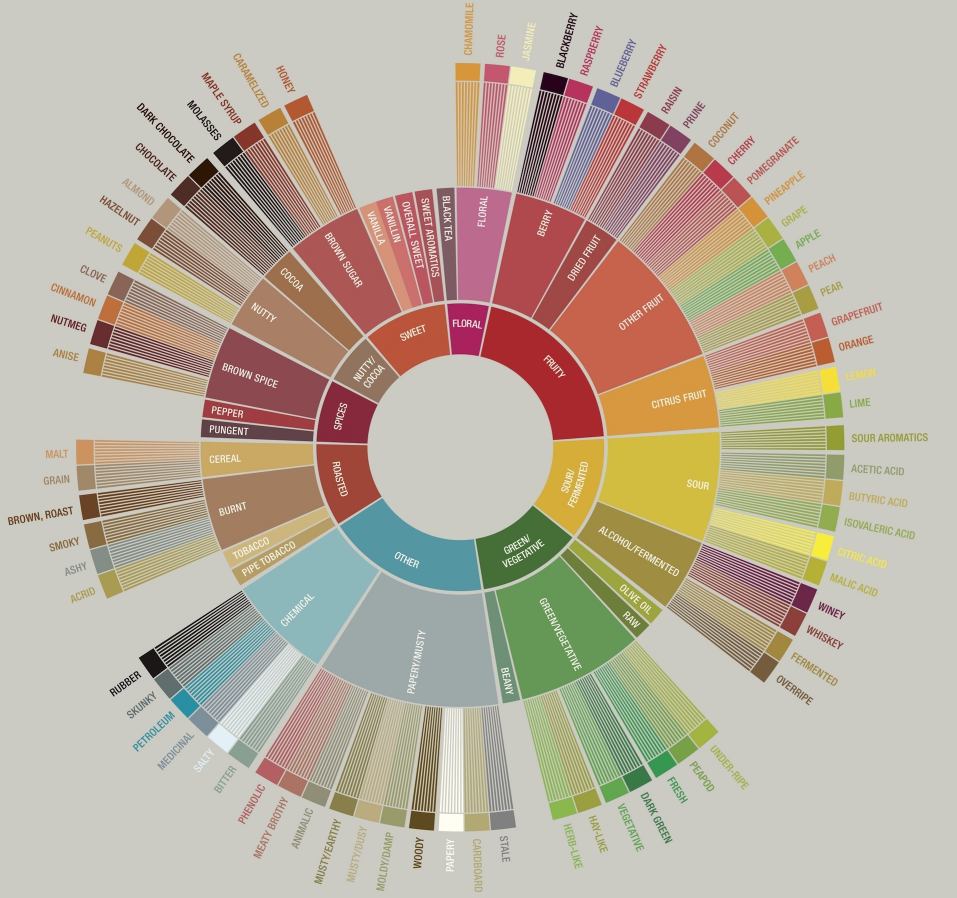 CHAMOMILE
ROSE
JASMINE
BLACKBERRY
RASPBERRY
BLUEBERRY
STRAWBERRY
RAISIN
PRUNE
COCONUT
CHERRY
POMEGRANATE
PINEAPPLE
GRAPE
APPLE
PEACH
PEAR
GRAPEFRUIT
ORANGE
LEMON
LIME
SOUR AROMATICS
ACETIC ACID
BUTYRIC ACID
ISOVALERIC ACID
CITRIC ACID
MALIC ACID
WINEY
WHISKEY
FERMENTED
OVERRIPE
UNDER-RIPE
PEAPOD
FRESH
DARK GREEN
VEGETATIVE
HAY-LIKE
HERB-LIKE
STALE
CARDBOARD
PAPERY
WOODY
MOLDY/DAMP
MUSTY/DUSTY
MUSTY/EARTHY
ANIMALIC
MEATY BROTHY
PHENOLIC
BITTER
SALTY
MEDICINAL
PETROLEUM
SKUNKY
RUBBER
ACRID
ASHY
SMOKY
BROWN, ROAST
GRAIN
MALT
ANISE
NUTMEG
CINNAMON
CLOVE
PEANUTS
HAZELNUT
ALMOND
CHOCOLATE
DARK CHOCOLATE
MOLASSES
MAPLE SYRUP
CARAMELIZED
HONEY
FLORAL
BERRY
DRIED FRUIT
OTHER FRUIT
CITRUS FRUIT
SOUR
ALCOHOL/FERMENTED
OLIVE OIL
RAW
GREEN/VEGETATIVE
BEANY
PAPERY/MUSTY
CHEMICAL
PIPE TOBACCO
TOBACCO
BURNT
CEREAL
PUNGENT
PEPPER
BROWN SPICE
NUTTY
COCOA
BROWN SUGAR
VANILLA
VANILLIN
OVERALL SWEET
SWEET AROMATICS
BLACK TEA
FLORAL
FRUITY
SOUR/
FERMENTED
GREEN/
VEGETATIVE
OTHER
ROASTED
SPICES
NUTTY/
COCOA
SWEET